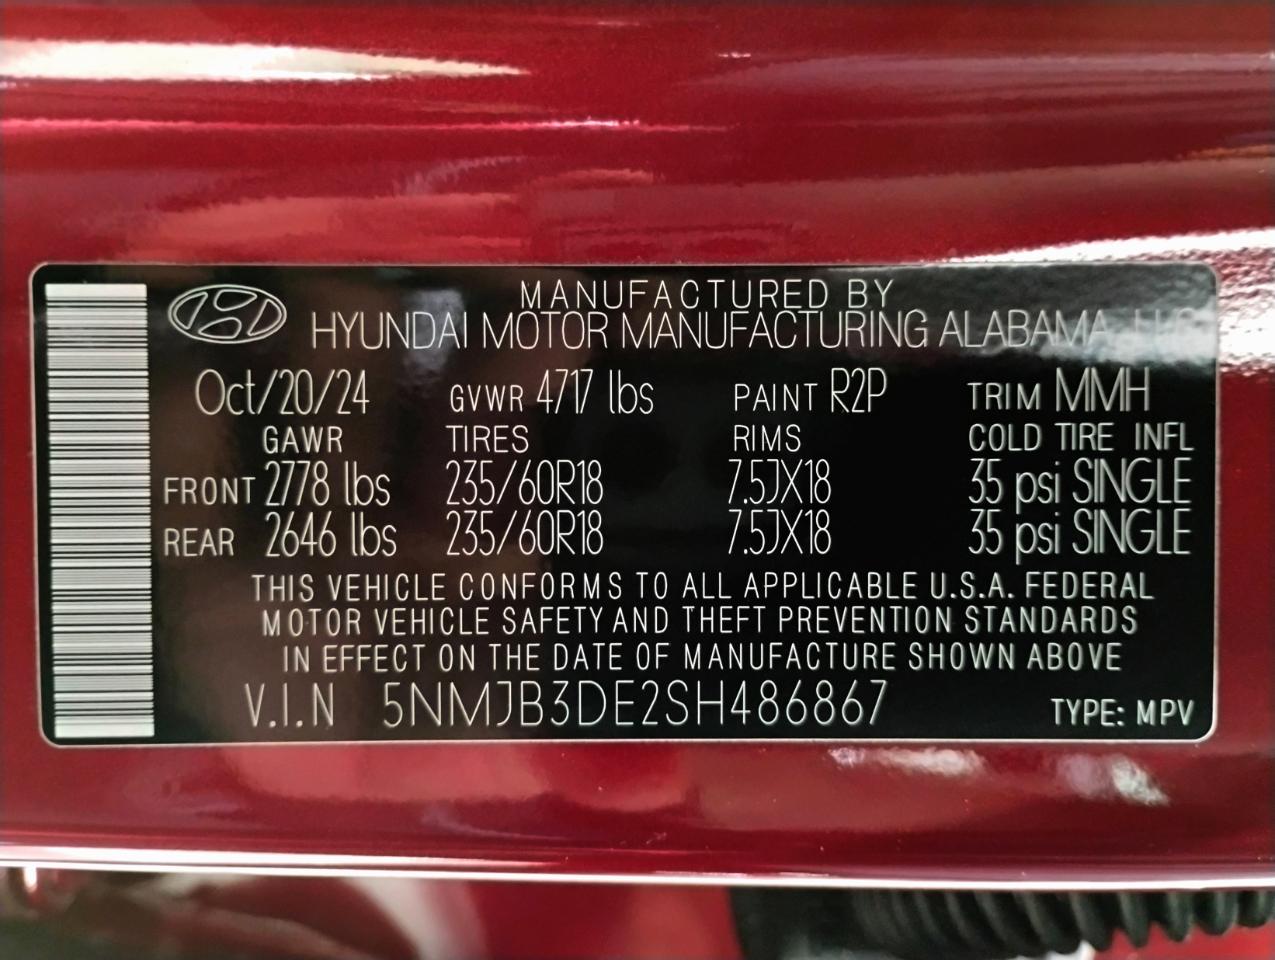 MANUFACTURED BY
HYUNDAI MOTOR MANUFACTURING ALABAMA, LLC
Oct/20/24 GVWR 4717 lbs PAINT R2P TRIM MMH
GAWR TIRES RIMS COLD TIRE INFL
FRONT 2778 lbs 235/60R18 7.5JX18 35 psi SINGLE
REAR 2646 lbs 235/60R18 7.5JX18 35 psi SINGLE
THIS VEHICLE CONFORMS TO ALL APPLICABLE U.S.A. FEDERAL
MOTOR VEHICLE SAFETY AND THEFT PREVENTION STANDARDS
IN EFFECT ON THE DATE OF MANUFACTURE SHOWN ABOVE
V.I.N 5NMJB3DE2SH486867 TYPE: MPV